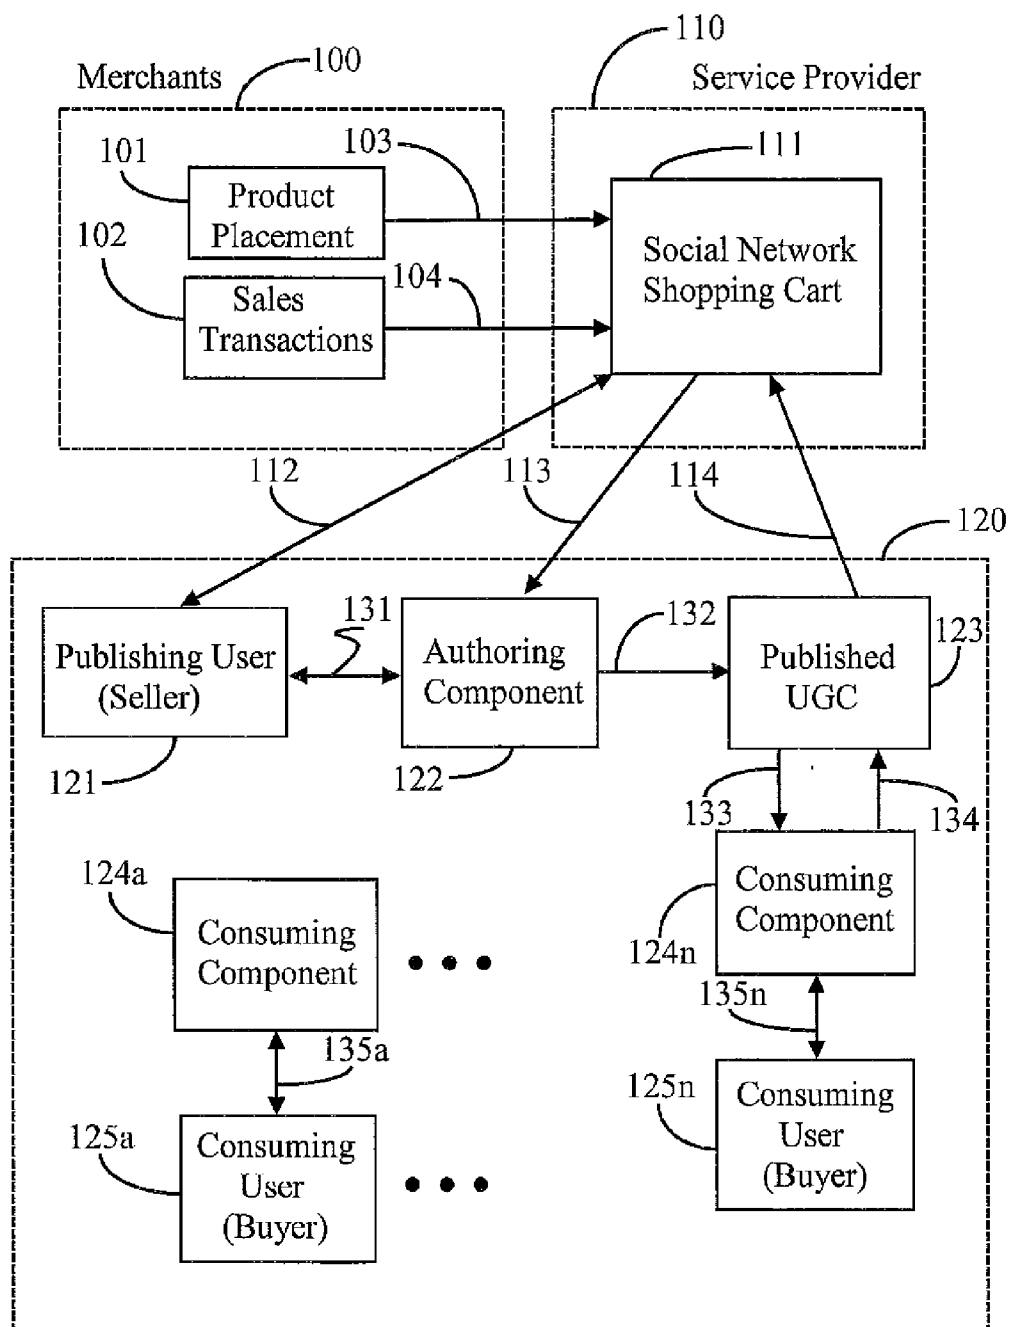 110
100
Merchants
Service Provider
101
103
111
Product
Placement
102
104
Social Network
Shopping Cart
Sales
Transactions
112
113
114
120
131
132
123
Publishing User
(Seller)
Authoring
Component
Published
UGC
121
122
133
134
124a
Consuming
Component
124n
Consuming
Component
135n
135a
125n
Consuming
User
(Buyer)
125a
Consuming
User
(Buyer)